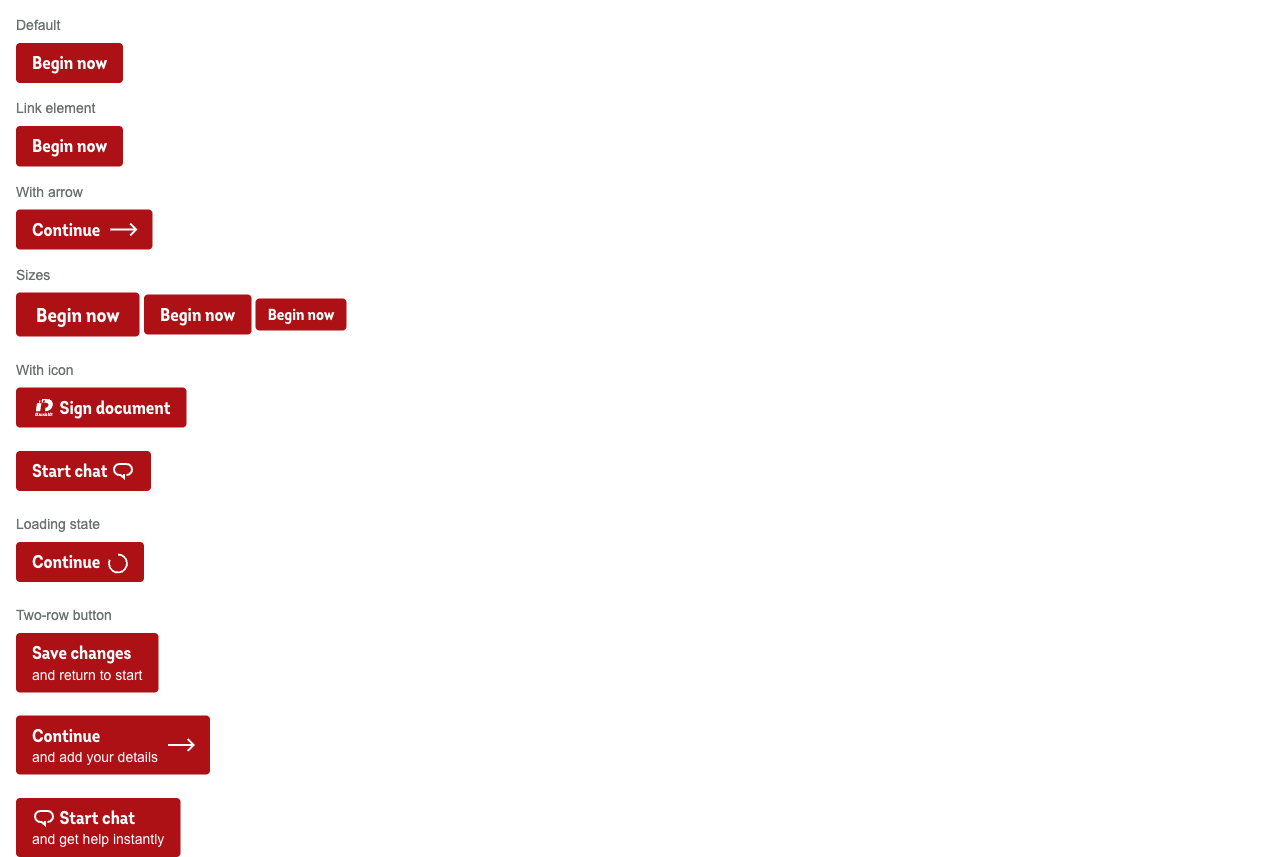 Default
Begin now
Link element
Begin now
With arrow
Continue
Sizes
Begin now Begin now Begin now
With icon
Sign document
Start chat
Loading state
Continue
Two-row button
Save changes
and return to start
Continue
and add your details
Start chat
and get help instantly